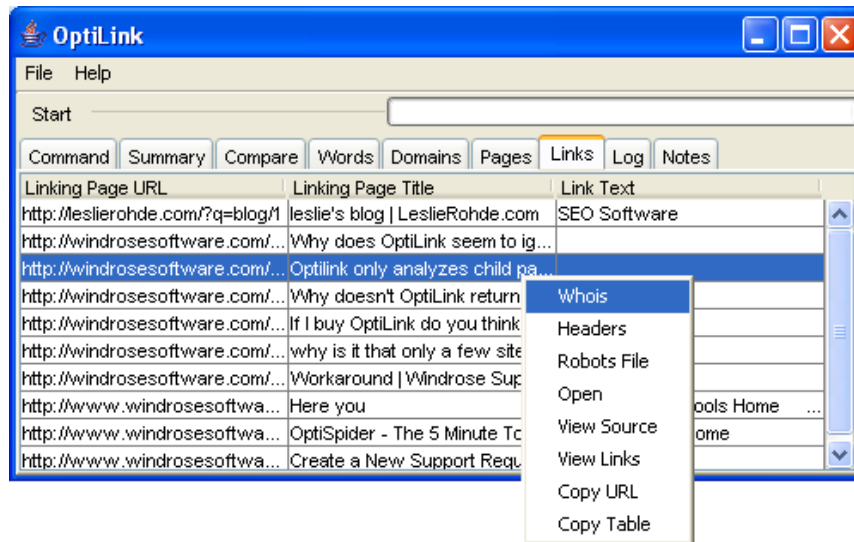 OptiLink
File Help
Start
Command Summary Compare Words Domains Pages Links Log Notes
Linking Page URL Linking Page Title Link Text
http://leslierohde.com/?q=blog/1 leslie's blog | LeslieRohde.com SEO Software
http://windrosesoftware.com/... Why does OptiLink seem to ig...
http://windrosesoftware.com/... Optilink only analyzes child pa...
http://windrosesoftware.com/... Why doesn't OptiLink return
http://windrosesoftware.com/... If I buy OptiLink do you think
http://windrosesoftware.com/... why is it that only a few site
http://windrosesoftware.com/... Workaround | Windrose Sup
http://www.windrosesoftwa... Here you ools Home ...
http://www.windrosesoftwa... OptiSpider - The 5 Minute To ome
http://www.windrosesoftwa... Create a New Support Requ
Whois
Headers
Robots File
Open
View Source
View Links
Copy URL
Copy Table